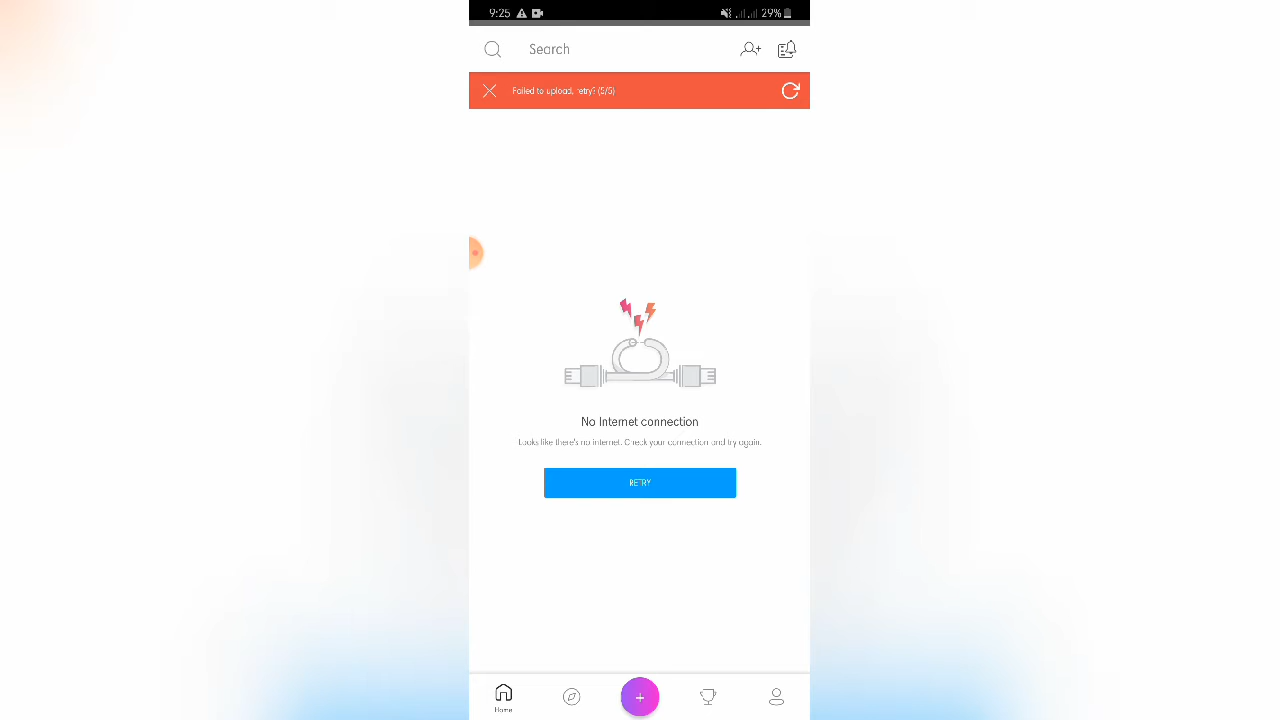 9:25 29%
Search
Failed to upload, retry? (5/5)
No Internet connection
Looks like there's no internet. Check your connection and try again.
RETRY
Home